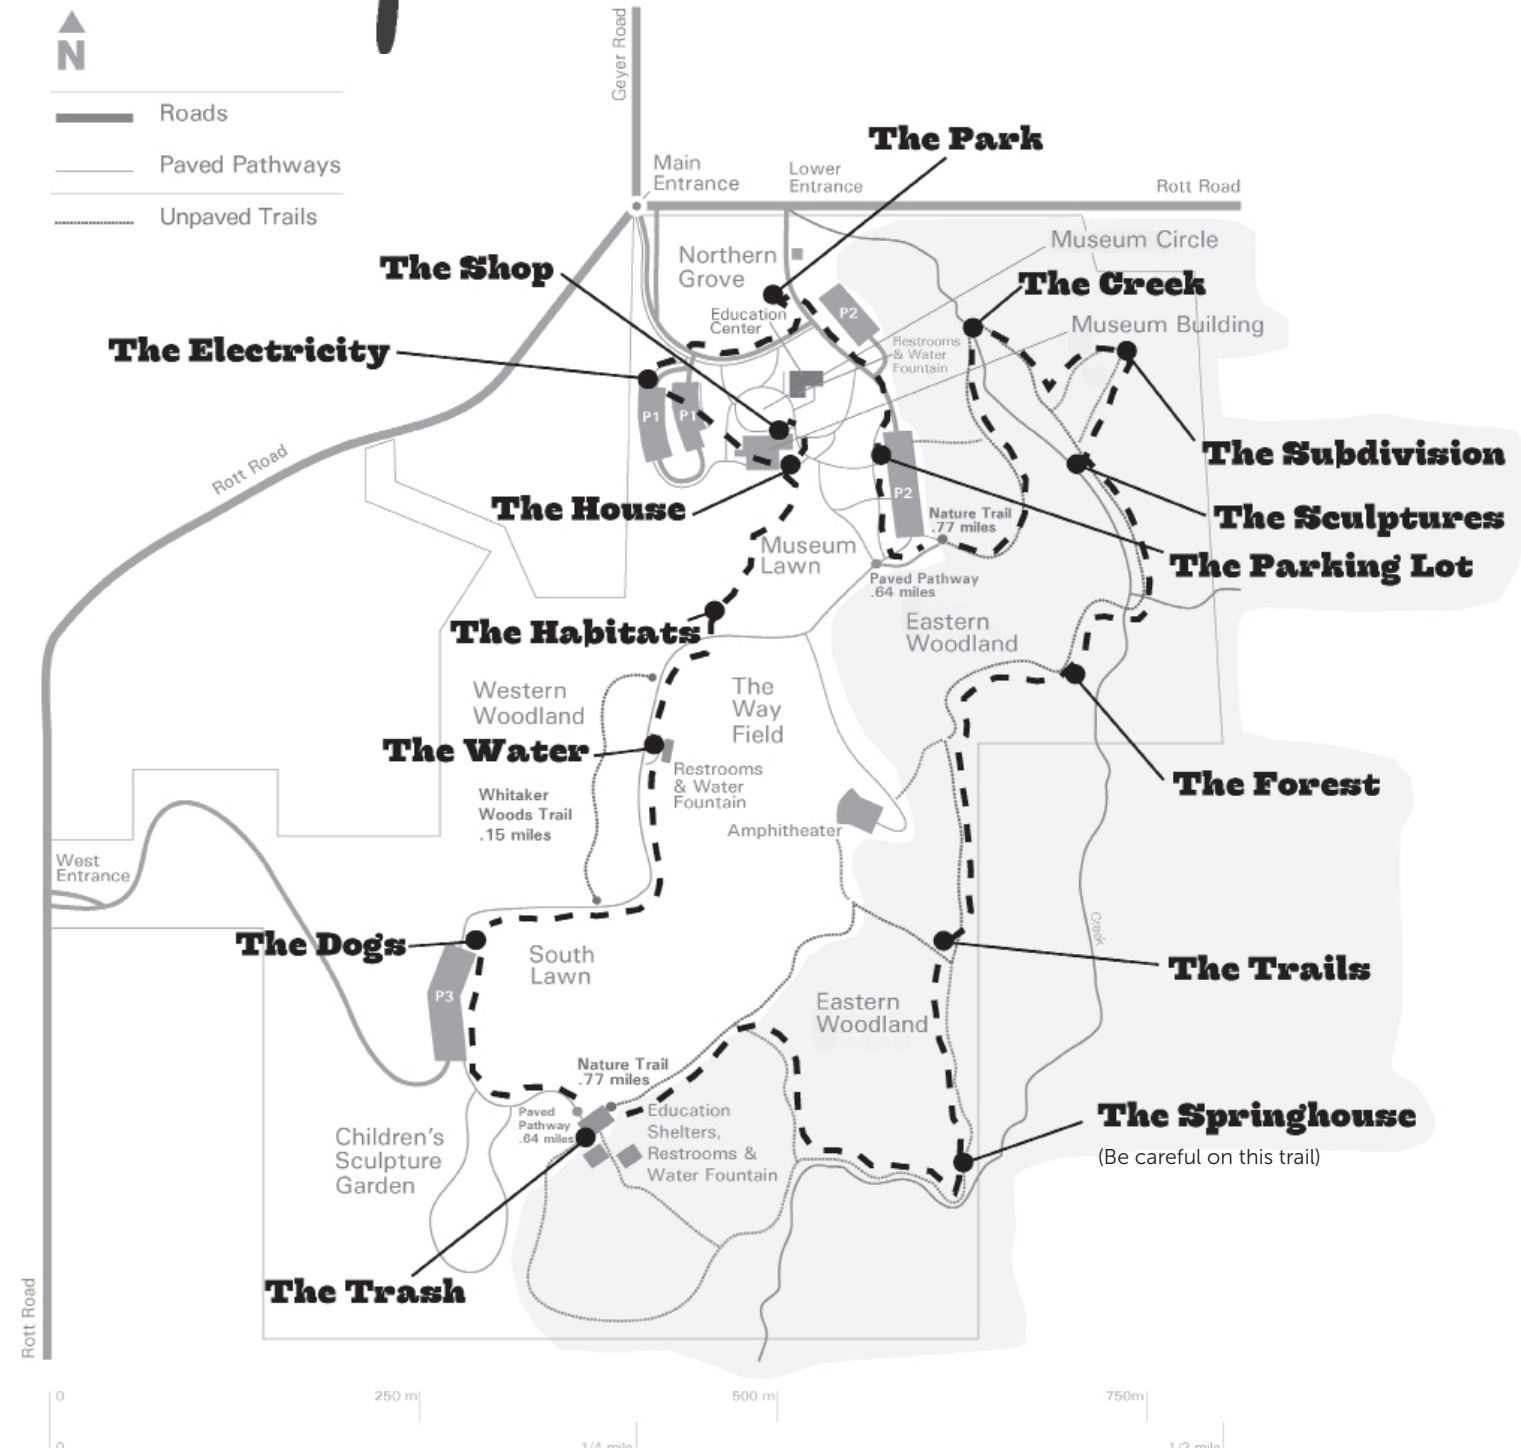 N
Roads
Paved Pathways
Unpaved Trails
Geyer Road
Main
Entrance
Lower
Entrance
Rott Road
The Park
Museum Circle
Northern
Grove
The Shop
The Creek
Education
Center
P2
Museum Building
Restrooms
& Water
Fountain
The Electricity
P1
P1
Rott Road
The Subdivision
The House
P2
Nature Trail
.77 miles
The Sculptures
Museum
Lawn
The Parking Lot
Paved Pathway
.64 miles
Eastern
Woodland
The Habitats
Western
Woodland
The
Way
Field
The Water
Restrooms
& Water
Fountain
The Forest
Whitaker
Woods Trail
.15 miles
Amphitheater
West
Entrance
Creek
The Dogs
South
Lawn
The Trails
P3
Eastern
Woodland
Nature Trail
.77 miles
Paved
Pathway
.64 miles
Education
Shelters,
Restrooms &
Water Fountain
The Springhouse
(Be careful on this trail)
Children's
Sculpture
Garden
The Trash
Rott Road
0
250 m
500 m
750m
0
1/4 mile
1/2 mile